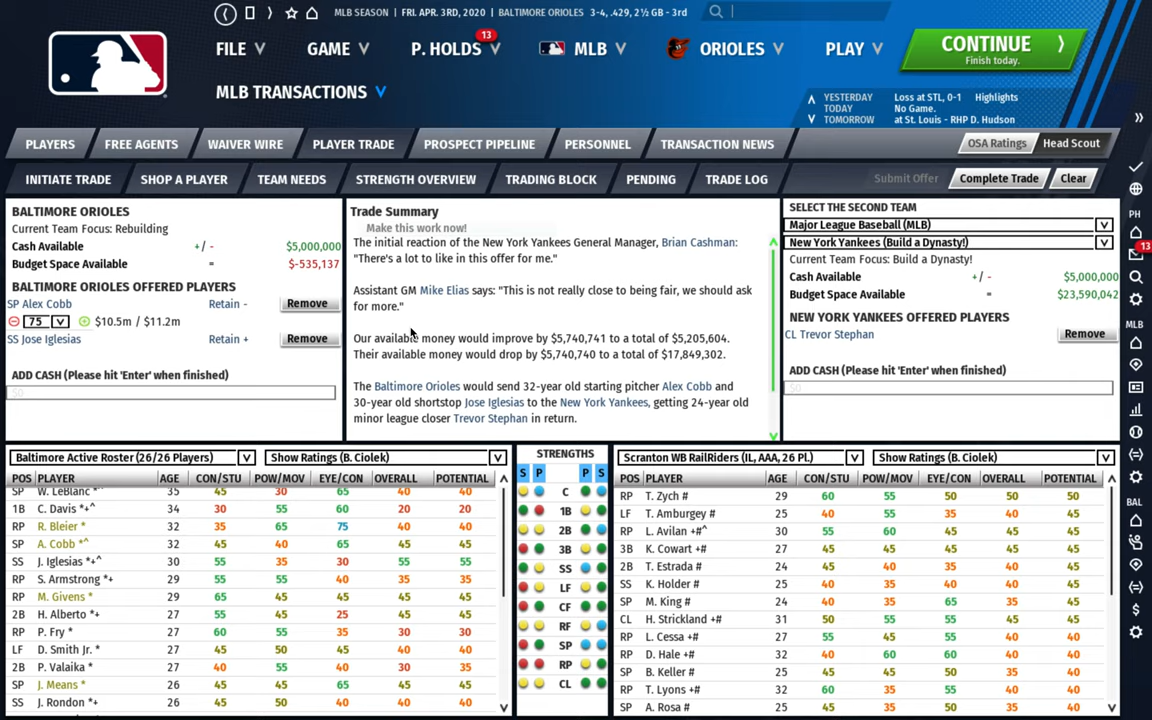 MLB SEASON | FRI. APR. 3RD, 2020 | BALTIMORE ORIOLES 3-4, .429, 2½ GB - 3rd
FILE GAME P. HOLDS 13 MLB ORIOLES PLAY
CONTINUE
Finish today.
MLB TRANSACTIONS
YESTERDAY Loss at STL, 0-1 Highlights
TODAY No Game.
TOMORROW at St. Louis - RHP D. Hudson
PLAYERS FREE AGENTS WAIVER WIRE PLAYER TRADE PROSPECT PIPELINE PERSONNEL TRANSACTION NEWS OSA Ratings Head Scout
INITIATE TRADE SHOP A PLAYER TEAM NEEDS STRENGTH OVERVIEW TRADING BLOCK PENDING TRADE LOG Submit Offer Complete Trade Clear
BALTIMORE ORIOLES
Current Team Focus: Rebuilding
Cash Available + / - $5,000,000
Budget Space Available = $-535,137
BALTIMORE ORIOLES OFFERED PLAYERS
SP Alex Cobb Retain - Remove
75 $10.5m / $11.2m
SS Jose Iglesias Retain + Remove
ADD CASH (Please hit 'Enter' when finished)
$0
Trade Summary
Make this work now!
The initial reaction of the New York Yankees General Manager, Brian Cashman:
"There's a lot to like in this offer for me."
Assistant GM Mike Elias says: "This is not really close to being fair, we should ask
for more."
Our available money would improve by $5,740,741 to a total of $5,205,604.
Their available money would drop by $5,740,740 to a total of $17,849,302.
The Baltimore Orioles would send 32-year old starting pitcher Alex Cobb and
30-year old shortstop Jose Iglesias to the New York Yankees, getting 24-year old
minor league closer Trevor Stephan in return.
SELECT THE SECOND TEAM
Major League Baseball (MLB)
New York Yankees (Build a Dynasty!)
Current Team Focus: Build a Dynasty!
Cash Available + / - $5,000,000
Budget Space Available = $23,590,042
NEW YORK YANKEES OFFERED PLAYERS
CL Trevor Stephan Remove
ADD CASH (Please hit 'Enter' when finished)
$0
Baltimore Active Roster (26/26 Players) Show Ratings (B. Ciolek)
POS PLAYER AGE CON/STU POW/MOV EYE/CON OVERALL POTENTIAL
SP W. LeBlanc *^ 35 45 30 65 40 40
1B C. Davis *+^ 34 30 55 60 20 20
RP R. Bleier * 32 35 65 75 40 40
SP A. Cobb *^ 32 45 40 65 45 45
SS J. Iglesias *+ 30 55 35 30 55 55
RP S. Armstrong *+ 29 55 55 40 35 35
RP M. Givens * 29 65 45 45 45 45
2B H. Alberto *+ 27 55 45 25 45 45
RP P. Fry * 27 60 55 35 30 30
LF D. Smith Jr. * 27 45 50 45 40 40
2B P. Valaika * 27 40 55 40 30 35
SP J. Means * 26 45 45 65 45 45
SS J. Rondon *+ 26 45 50 40 40 40
STRENGTHS
S P P S
C
1B
2B
3B
SS
LF
CF
RF
SP
RP
CL
Scranton WB RailRiders (IL, AAA, 26 Pl.) Show Ratings (B. Ciolek)
POS PLAYER AGE CON/STU POW/MOV EYE/CON OVERALL POTENTIAL
RP T. Zych # 29 60 55 50 50 50
LF T. Amburgey # 25 40 55 40 40 45
RP L. Avilan +#^ 30 55 60 45 45 45
3B K. Cowart +# 27 45 45 45 45 45
2B T. Estrada # 24 45 40 35 40 45
SS K. Holder # 25 40 35 40 40 45
SP M. King # 24 40 35 65 35 45
CL H. Strickland +# 31 50 55 55 45 45
RP L. Cessa +# 27 55 45 55 40 40
RP D. Hale +# 32 40 60 60 40 40
SP B. Keller # 25 45 45 50 35 40
RP T. Lyons +# 32 60 35 55 40 40
SP A. Rosa # 25 50 35 50 35 40
PH
13
MLB
BAL